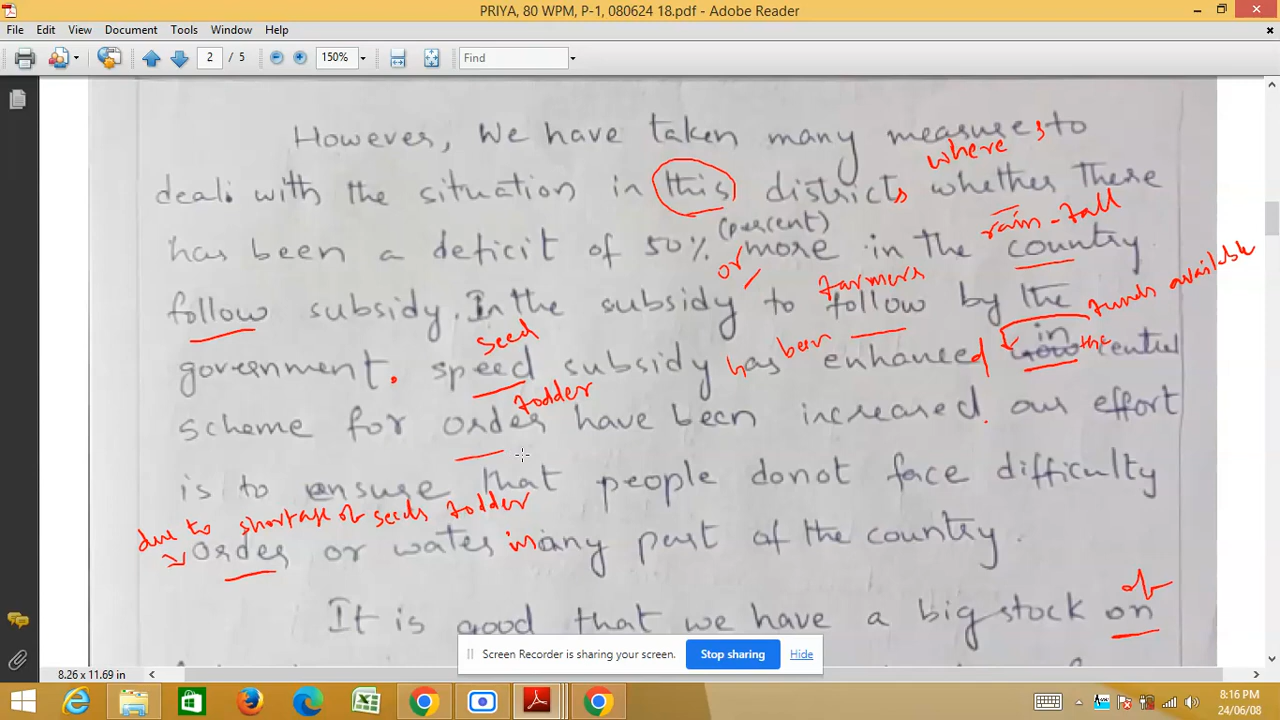 PRIYA, 80 WPM, P-1, 080624 18.pdf - Adobe Reader
File Edit View Document Tools Window Help
2 / 5 150% Find
However, We have taken many measure s to
where
deal with the situation in this districts whether there
(percent) rain-fall
has been a deficit of 50% more in the country
or farmers funds available
follow subsidy. In the subsidy to follow by the
seed been in the
government. speed subsidy has enhanced central
fodder
scheme for order have been increased. our effort
is to ensure that people donot face difficulty
due to shortage of seeds fodder
order or water in any part of the country.
of
It is good that we have a big stock on
Screen Recorder is sharing your screen. Stop sharing Hide
8.26 x 11.69 in
8:16 PM
24/06/08